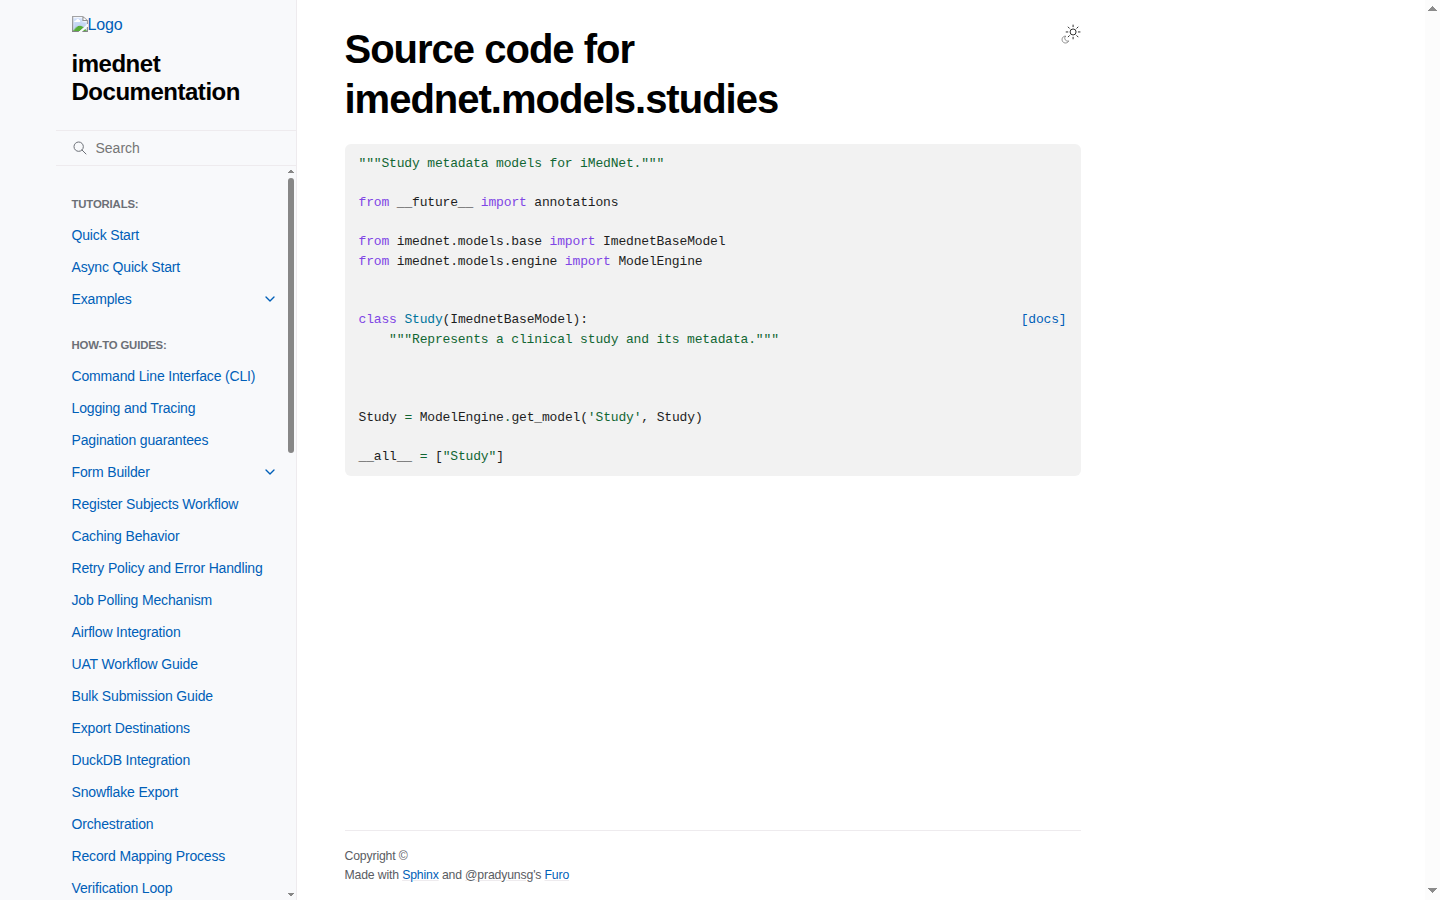 Logo
imednet
Documentation
Search
TUTORIALS:
Quick Start
Async Quick Start
Examples
HOW-TO GUIDES:
Command Line Interface (CLI)
Logging and Tracing
Pagination guarantees
Form Builder
Register Subjects Workflow
Caching Behavior
Retry Policy and Error Handling
Job Polling Mechanism
Airflow Integration
UAT Workflow Guide
Bulk Submission Guide
Export Destinations
DuckDB Integration
Snowflake Export
Orchestration
Record Mapping Process
Verification Loop
Source code for
imednet.models.studies
"""Study metadata models for iMedNet."""
from __future__ import annotations
from imednet.models.base import ImednetBaseModel
from imednet.models.engine import ModelEngine
class Study(ImednetBaseModel): [docs]
"""Represents a clinical study and its metadata."""
Study = ModelEngine.get_model('Study', Study)
__all__ = ["Study"]
Copyright ©
Made with Sphinx and @pradyunsg's Furo